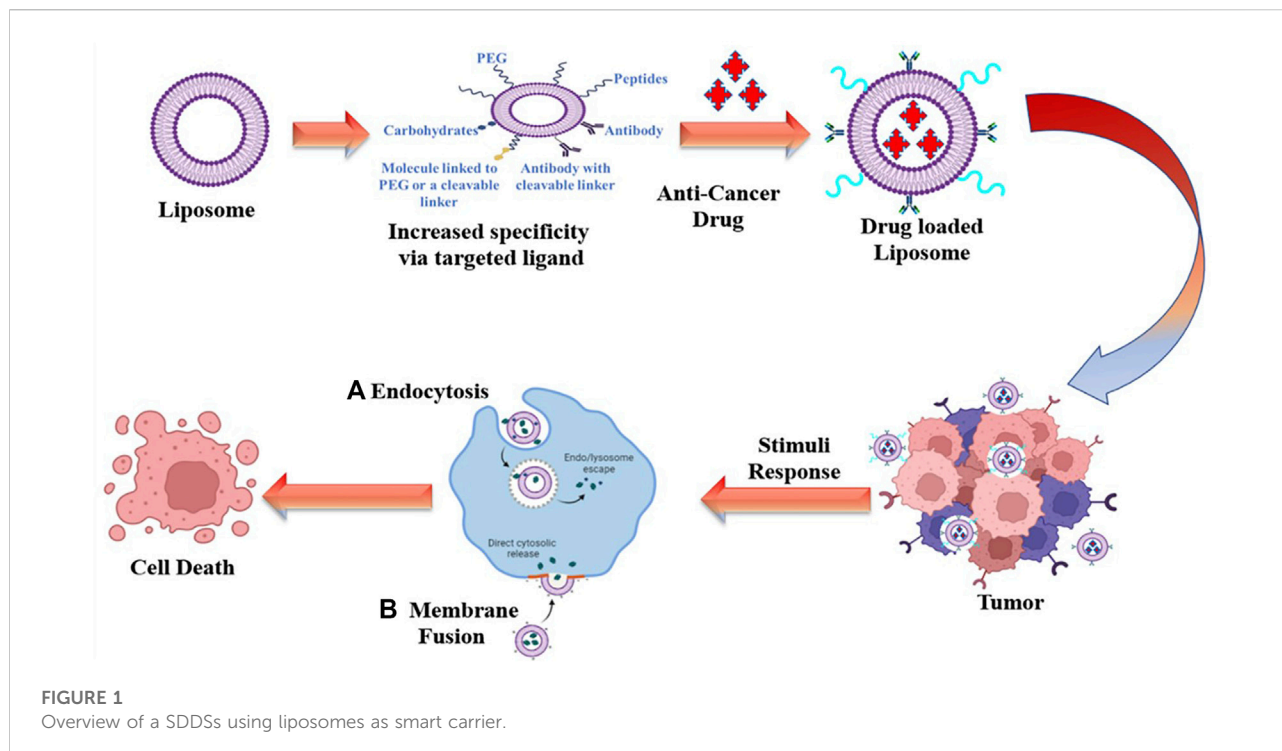 PEG
Peptides
Carbohydrates
Antibody
Molecule linked to
PEG or a cleavable
linker
Antibody with
cleavable linker
Liposome
Increased specificity
via targeted ligand
Anti-Cancer
Drug
Drug loaded
Liposome
A Endocytosis
Endo/lysosome
escape
Stimuli
Response
Direct cytosolic
release
Cell Death
B Membrane
Fusion
Tumor
FIGURE 1
Overview of a SDDSs using liposomes as smart carrier.